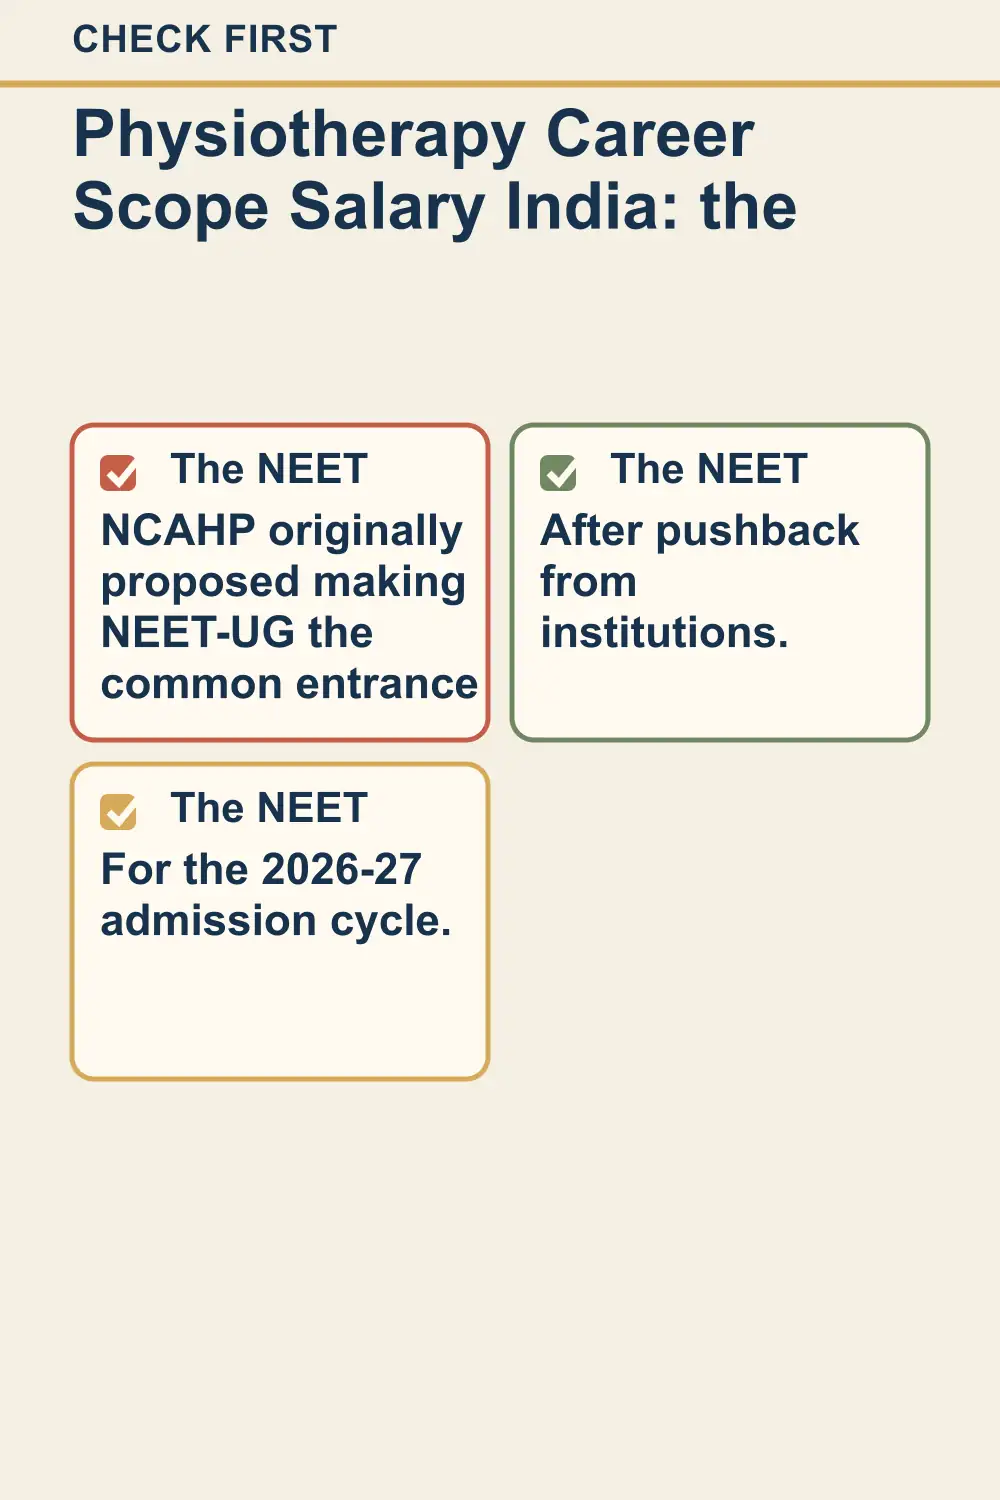 CHECK FIRST
Physiotherapy Career
Scope Salary India: the
The NEET
NCAHP originally
proposed making
NEET-UG the
common entrance
The NEET
After pushback
from
institutions.
The NEET
For the 2026-27
admission cycle.